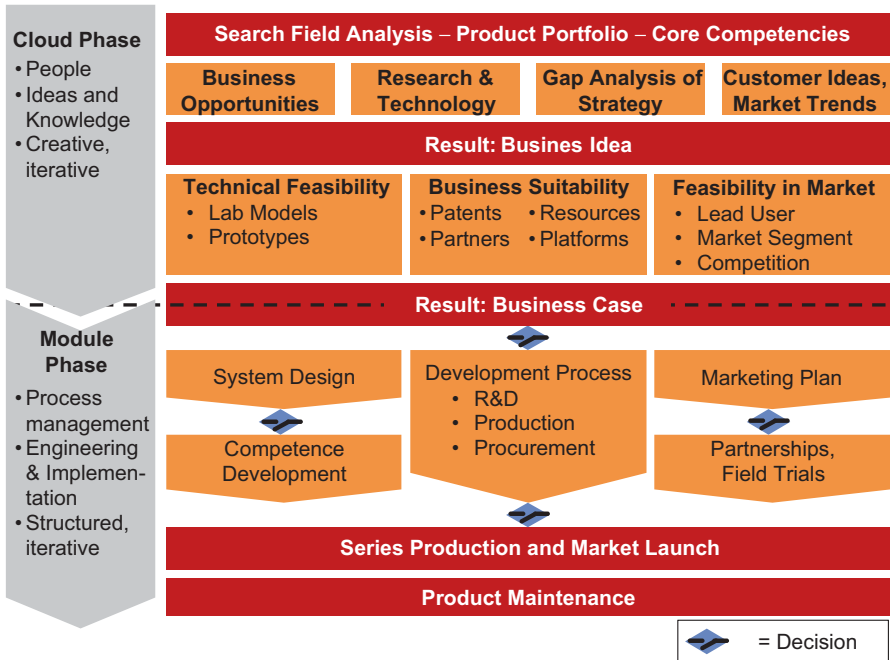 Cloud Phase
• People
• Ideas and
Knowledge
• Creative,
iterative
Search Field Analysis – Product Portfolio – Core Competencies
Business
Opportunities
Research &
Technology
Gap Analysis of
Strategy
Customer Ideas,
Market Trends
Result: Busines Idea
Technical Feasibility
• Lab Models
• Prototypes
Business Suitability
• Patents • Resources
• Partners • Platforms
Feasibility in Market
• Lead User
• Market Segment
• Competition
Result: Business Case
Module
Phase
• Process
management
• Engineering
& Implemen-
tation
• Structured,
iterative
System Design
Competence
Development
Development Process
• R&D
• Production
• Procurement
Marketing Plan
Partnerships,
Field Trials
Series Production and Market Launch
Product Maintenance
= Decision